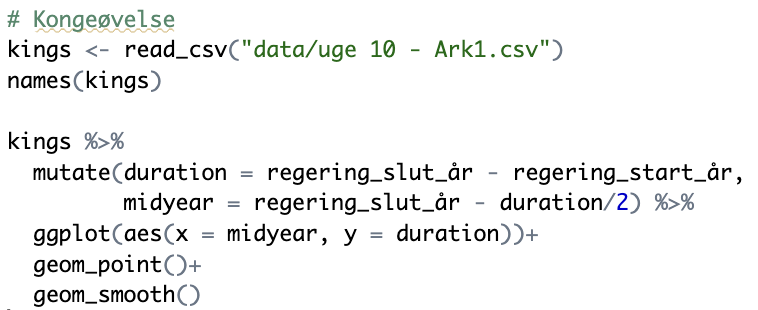 # Kongeøvelse
kings <- read_csv("data/uge 10 - Ark1.csv")
names(kings)
kings %>%
mutate(duration = regering_slut_år - regering_start_år,
midyear = regering_slut_år - duration/2) %>%
ggplot(aes(x = midyear, y = duration))+
geom_point()+
geom_smooth()